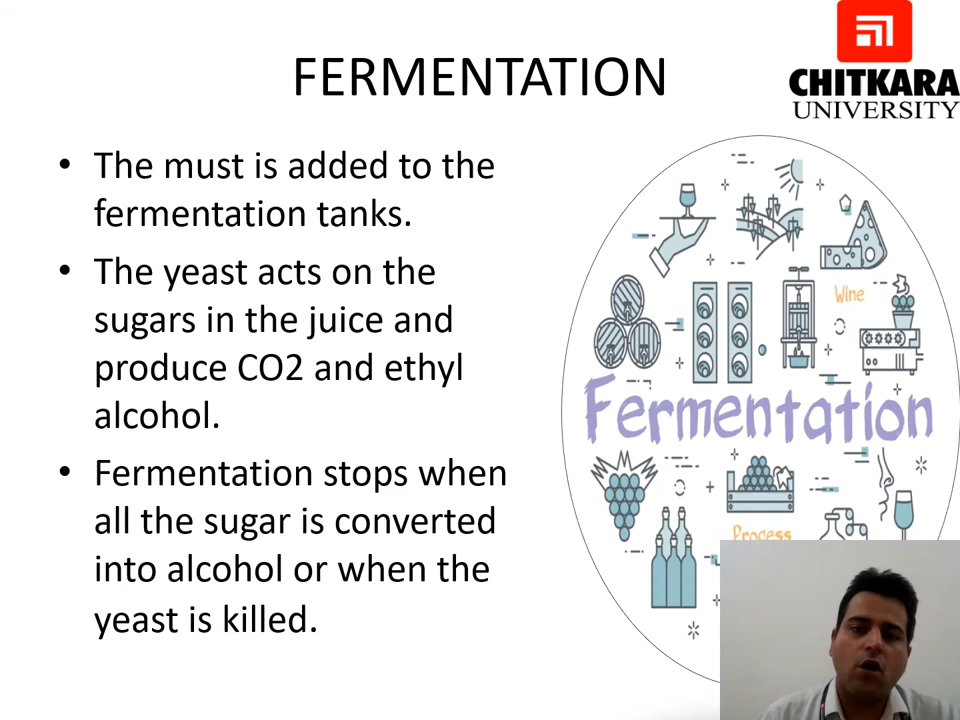 FERMENTATION
CHITKARA
UNIVERSITY
• The must is added to the
fermentation tanks.
• The yeast acts on the
sugars in the juice and
produce CO2 and ethyl
alcohol.
• Fermentation stops when
all the sugar is converted
into alcohol or when the
yeast is killed.
Wine
Fermentation
Process